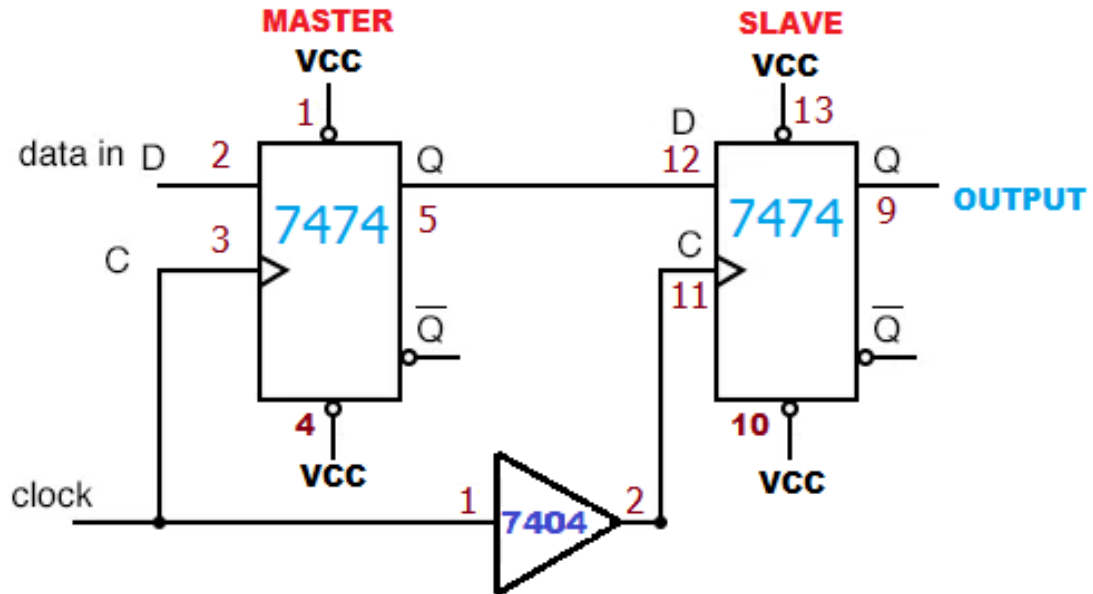 MASTER
SLAVE
VCC
VCC
1
13
data in D
2
Q
D
12
Q
7474
5
7474
9
OUTPUT
C
3
C
11
Q
Q
4
10
VCC
VCC
clock
1
7404
2